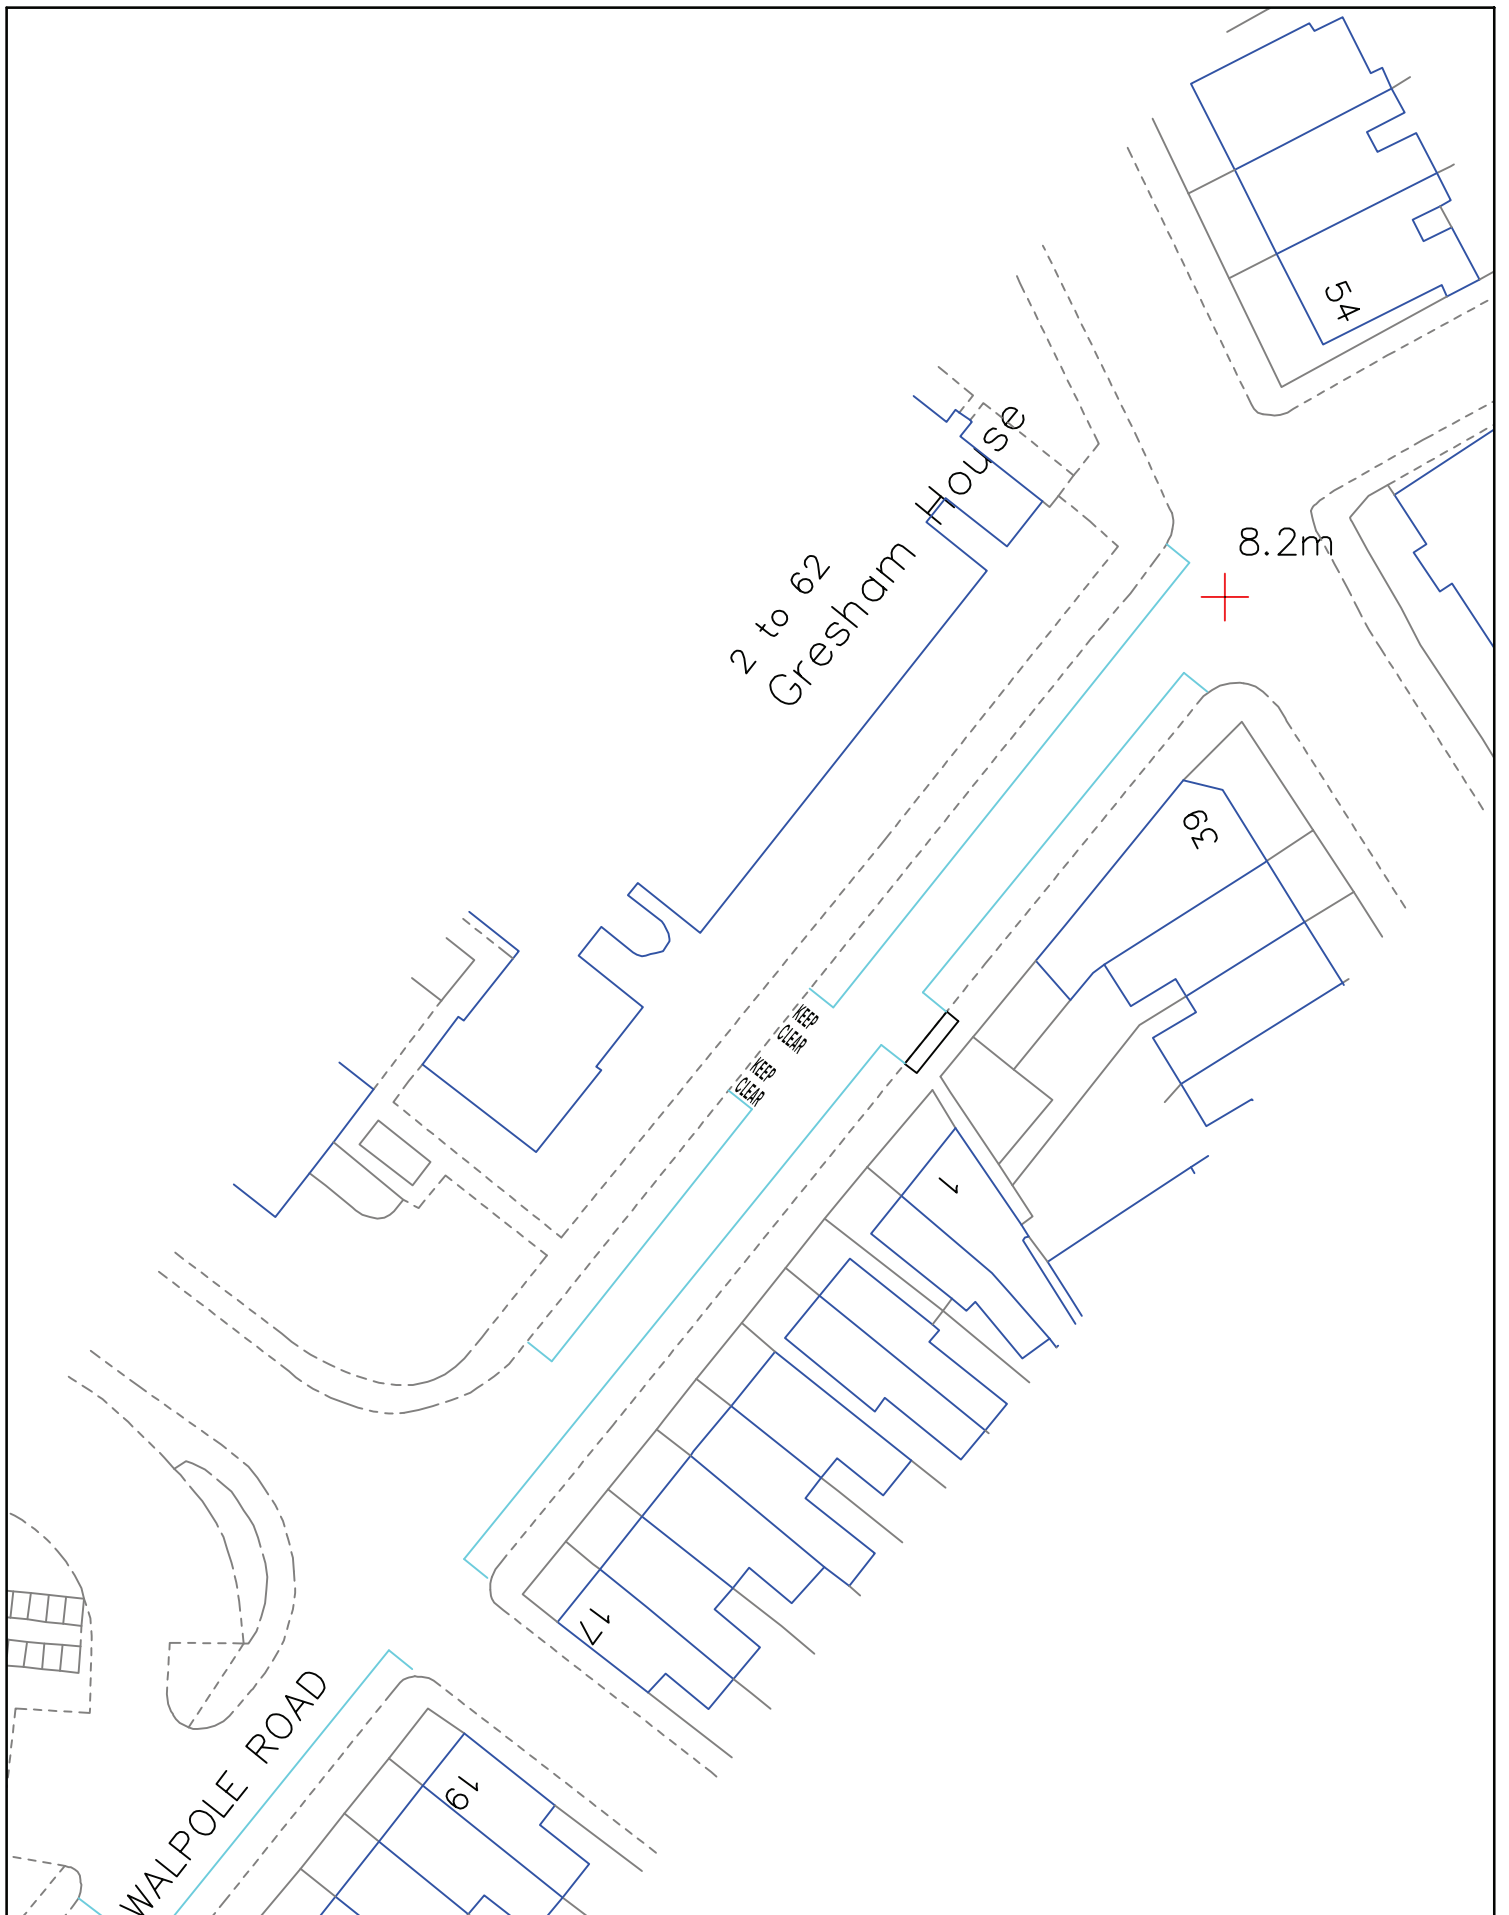 54
8.2m
2 to 62
Gresham House
39
KEEP
CLEAR
KEEP
CLEAR
1
17
WALPOLE ROAD
19